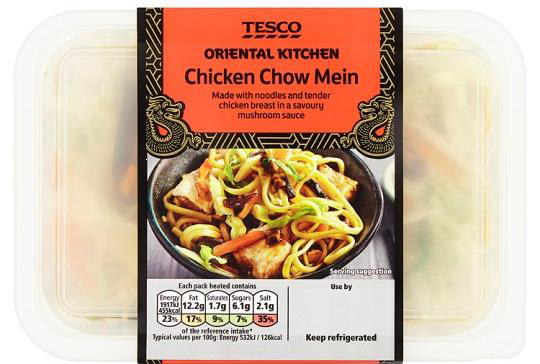 TESCO
ORIENTAL KITCHEN
Chicken Chow Mein
Made with noodles and tender
chicken breast in a savoury
mushroom sauce
Serving suggestion
Each pack heated contains
Energy Fat Saturates Sugars Salt
1917kJ 12.2g 1.7g 6.1g 2.1g
455kcal
23% 17% 9% 7% 35%
of the reference intake*
Typical values per 100g: Energy 532kJ / 126kcal
Use by
Keep refrigerated